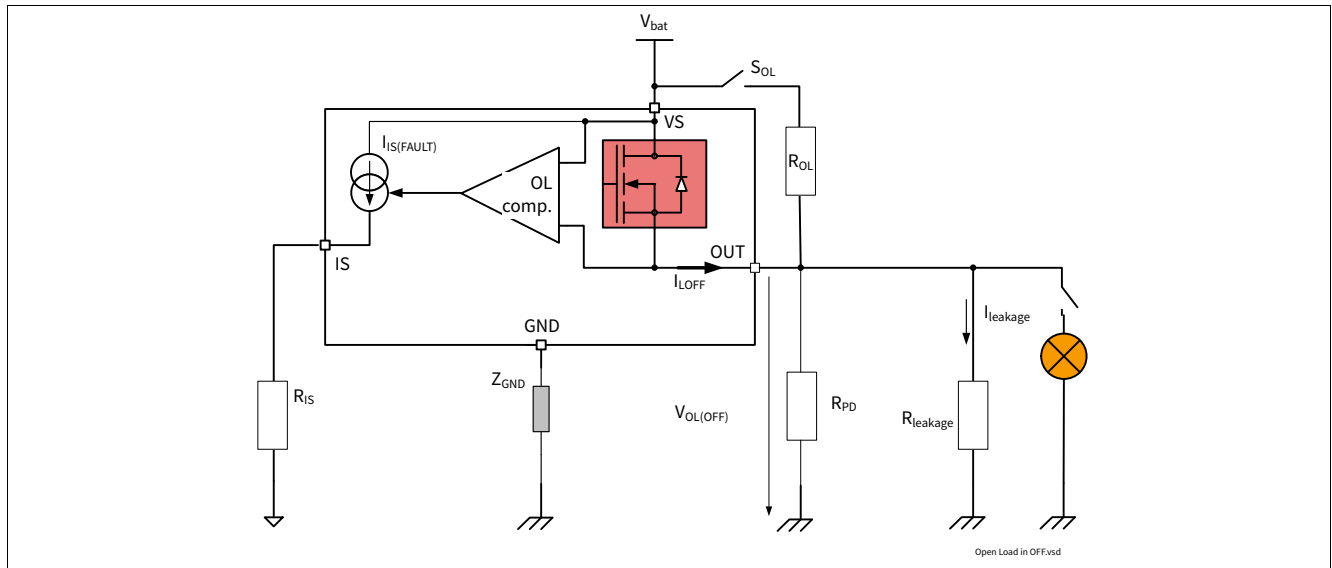 Vbat
SOL
VS
IIS(FAULT)
ROL
OL
comp.
OUT
IS
ILOFF
Ileakage
GND
ZGND
RIS
VOL(OFF)
RPD
Rleakage
Open Load in OFF.vsd